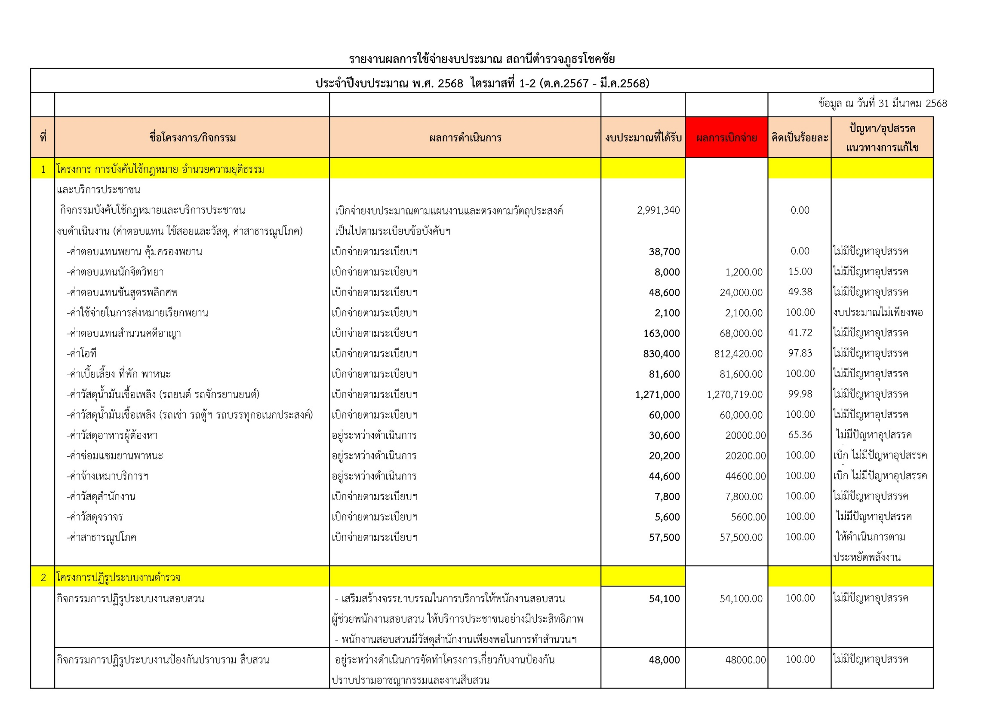 รายงานผลการใช้จ่ายงบประมาณ สถานีตำรวจภูธรโชคชัย
ประจำปีงบประมาณ พ.ศ. 2568 ไตรมาสที่ 1-2 (ต.ค.2567 - มี.ค.2568)
ข้อมูล ณ วันที่ 31 มีนาคม 2568
ที่ ชื่อโครงการ/กิจกรรม ผลการดำเนินการ งบประมาณที่ได้รับ ผลการเบิกจ่าย คิดเป็นร้อยละ ปัญหา/อุปสรรค
แนวทางการแก้ไข
1 โครงการ การบังคับใช้กฎหมาย อำนวยความยุติธรรม
และบริการประชาชน
กิจกรรมบังคับใช้กฎหมายและบริการประชาชน เบิกจ่ายงบประมาณตามแผนงานและตรงตามวัตถุประสงค์ 2,991,340 0.00
งบดำเนินงาน (ค่าตอบแทน ใช้สอยและวัสดุ, ค่าสาธารณูปโภค) เป็นไปตามระเบียบข้อบังคับฯ
-ค่าตอบแทนพยาน คุ้มครองพยาน เบิกจ่ายตามระเบียบฯ 38,700 0.00 ไม่มีปัญหาอุปสรรค
-ค่าตอบแทนนักจิตวิทยา เบิกจ่ายตามระเบียบฯ 8,000 1,200.00 15.00 ไม่มีปัญหาอุปสรรค
-ค่าตอบแทนชันสูตรพลิกศพ เบิกจ่ายตามระเบียบฯ 48,600 24,000.00 49.38 ไม่มีปัญหาอุปสรรค
-ค่าใช้จ่ายในการส่งหมายเรียกพยาน เบิกจ่ายตามระเบียบฯ 2,100 2,100.00 100.00 งบประมาณไม่เพียงพอ
-ค่าตอบแทนสำนวนคดีอาญา เบิกจ่ายตามระเบียบฯ 163,000 68,000.00 41.72 ไม่มีปัญหาอุปสรรค
-ค่าโอที เบิกจ่ายตามระเบียบฯ 830,400 812,420.00 97.83 ไม่มีปัญหาอุปสรรค
-ค่าเบี้ยเลี้ยง ที่พัก พาหนะ เบิกจ่ายตามระเบียบฯ 81,600 81,600.00 100.00 ไม่มีปัญหาอุปสรรค
-ค่าวัสดุน้ำมันเชื้อเพลิง (รถยนต์ รถจักรยานยนต์) เบิกจ่ายตามระเบียบฯ 1,271,000 1,270,719.00 99.98 ไม่มีปัญหาอุปสรรค
-ค่าวัสดุน้ำมันเชื้อเพลิง (รถเช่า รถตู้ฯ รถบรรทุกอเนกประสงค์) เบิกจ่ายตามระเบียบฯ 60,000 60,000.00 100.00 ไม่มีปัญหาอุปสรรค
-ค่าวัสดุอาหารผู้ต้องหา อยู่ระหว่างดำเนินการ 30,600 20000.00 65.36 ไม่มีปัญหาอุปสรรค
-ค่าซ่อมแซมยานพาหนะ อยู่ระหว่างดำเนินการ 20,200 20200.00 100.00 เบิก ไม่มีปัญหาอุปสรรค
-ค่าจ้างเหมาบริการฯ อยู่ระหว่างดำเนินการ 44,600 44600.00 100.00 เบิก ไม่มีปัญหาอุปสรรค
-ค่าวัสดุสำนักงาน เบิกจ่ายตามระเบียบฯ 7,800 7,800.00 100.00 ไม่มีปัญหาอุปสรรค
-ค่าวัสดุจราจร เบิกจ่ายตามระเบียบฯ 5,600 5600.00 100.00 ไม่มีปัญหาอุปสรรค
-ค่าสาธารณูปโภค เบิกจ่ายตามระเบียบฯ 57,500 57,500.00 100.00 ให้ดำเนินการตาม
ประหยัดพลังงาน
2 โครงการปฏิรูประบบงานตำรวจ
กิจกรรมการปฏิรูประบบงานสอบสวน - เสริมสร้างจรรยาบรรณในการบริการให้พนักงานสอบสวน 54,100 54,100.00 100.00 ไม่มีปัญหาอุปสรรค
ผู้ช่วยพนักงานสอบสวน ให้บริการประชาชนอย่างมีประสิทธิภาพ
- พนักงานสอบสวนมีวัสดุสำนักงานเพียงพอในการทำสำนวนฯ
กิจกรรมการปฏิรูประบบงานป้องกันปราบราม สืบสวน อยู่ระหว่างดำเนินการจัดทำโครงการเกี่ยวกับงานป้องกัน 48,000 48000.00 100.00 ไม่มีปัญหาอุปสรรค
ปราบปรามอาชญากรรมและงานสืบสวน